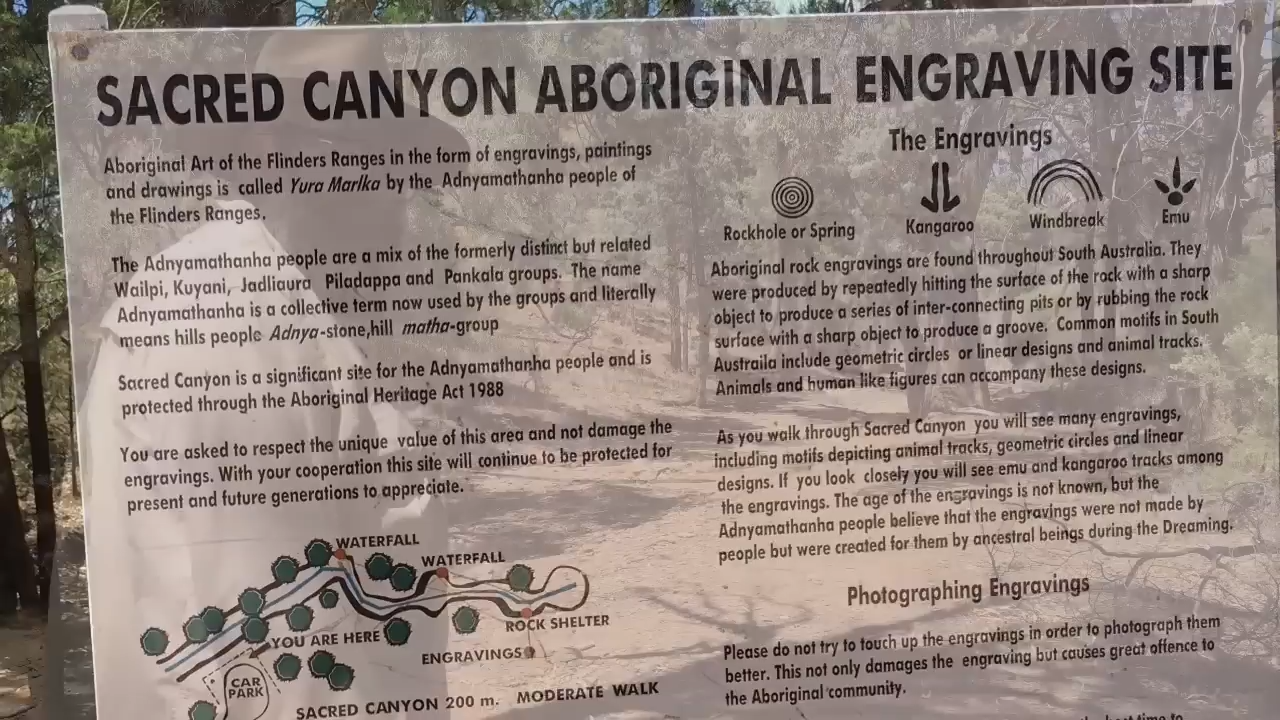 SACRED CANYON ABORIGINAL ENGRAVING SITE
Aboriginal Art of the Flinders Ranges in the form of engravings, paintings
and drawings is called Yura Marlka by the Adnyamathanha people of
the Flinders Ranges.
The Adnyamathanha people are a mix of the formerly distinct but related
Wailpi, Kuyani, Jadliaura Piladappa and Pankala groups. The name
Adnyamathanha is a collective term now used by the groups and literally
means hills people Adnya-stone,hill matha-group
Sacred Canyon is a significant site for the Adnyamathanha people and is
protected through the Aboriginal Heritage Act 1988
You are asked to respect the unique value of this area and not damage the
engravings. With your cooperation this site will continue to be protected for
present and future generations to appreciate.
WATERFALL
WATERFALL
ROCK SHELTER
YOU ARE HERE
ENGRAVINGS
CAR
PARK
SACRED CANYON 200 m. MODERATE WALK
The Engravings
Rockhole or Spring
Kangaroo
Windbreak
Emu
Aboriginal rock engravings are found throughout South Australia. They
were produced by repeatedly hitting the surface of the rock with a sharp
object to produce a series of inter-connecting pits or by rubbing the rock
surface with a sharp object to produce a groove. Common motifs in South
Austraila include geometric circles or linear designs and animal tracks.
Animals and human like figures can accompany these designs.
As you walk through Sacred Canyon you will see many engravings,
including motifs depicting animal tracks, geometric circles and linear
designs. If you look closely you will see emu and kangaroo tracks among
the engravings. The age of the engravings is not known, but the
Adnyamathanha people believe that the engravings were not made by
people but were created for them by ancestral beings during the Dreaming.
Photographing Engravings
Please do not try to touch up the engravings in order to photograph them
better. This not only damages the engraving but causes great offence to
the Aboriginal community.